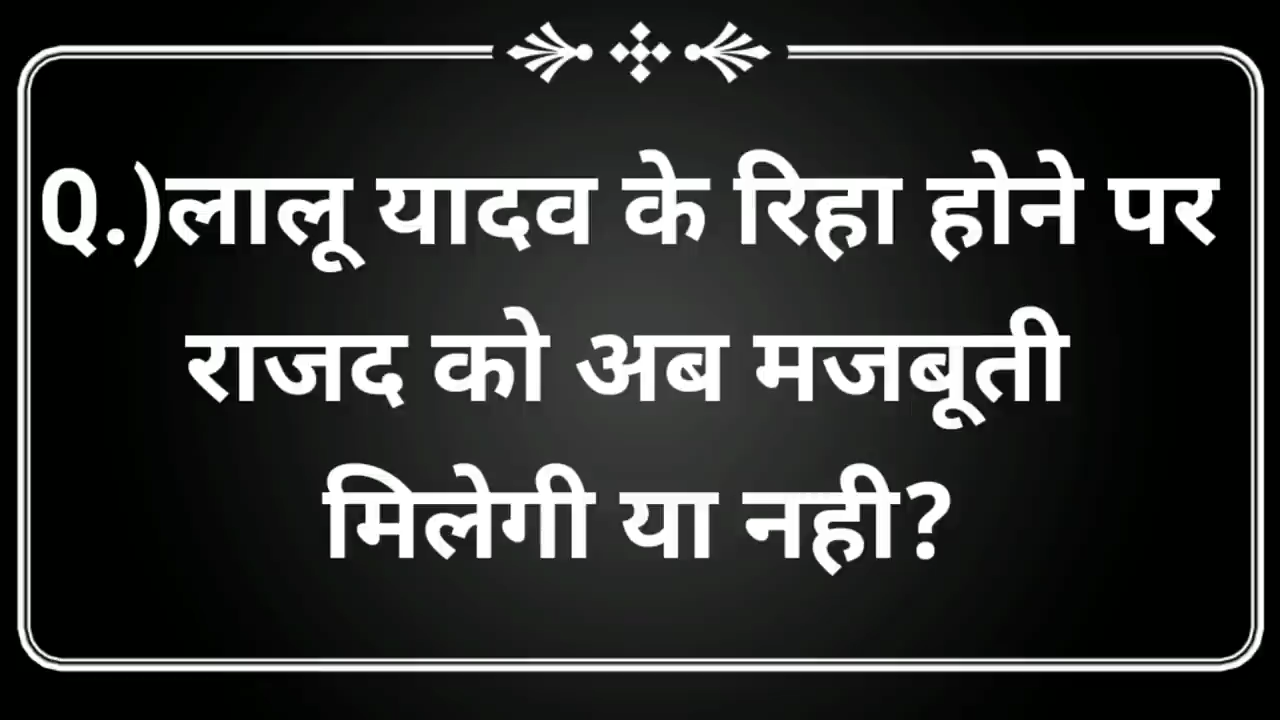 Q.)लालू यादव के रिहा होने पर
राजद को अब मजबूती
मिलेगी या नही?